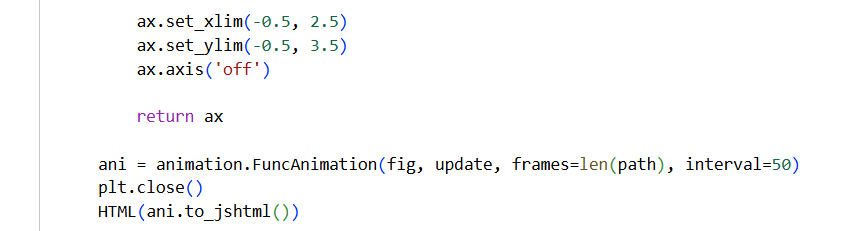 ax.set_xlim(-0.5, 2.5)
ax.set_ylim(-0.5, 3.5)
ax.axis('off')
return ax
ani = animation.FuncAnimation(fig, update, frames=len(path), interval=50)
plt.close()
HTML(ani.to_jshtml())